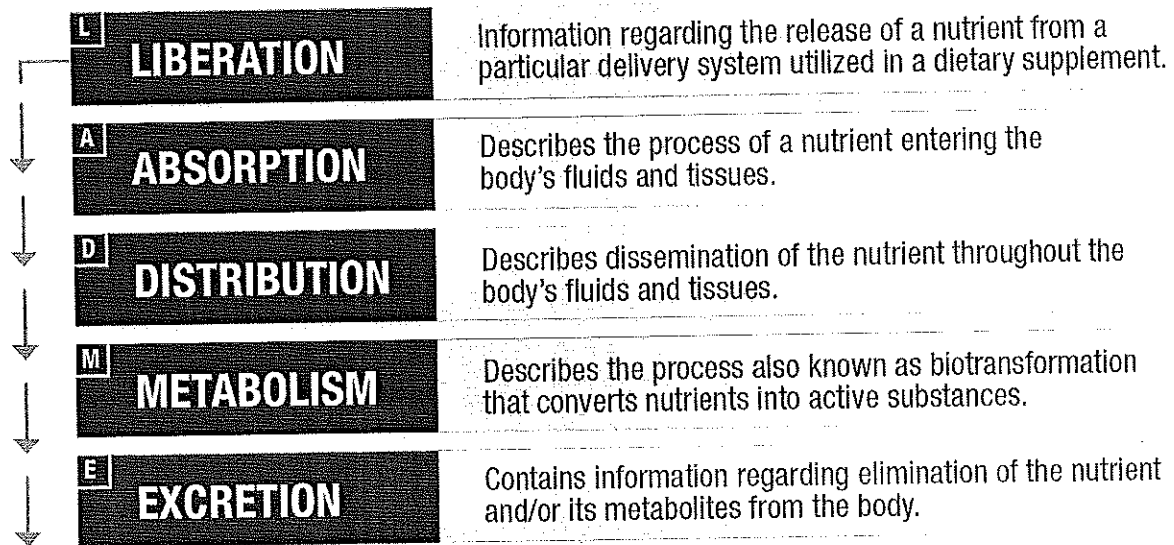 L
LIBERATION
Information regarding the release of a nutrient from a
particular delivery system utilized in a dietary supplement.
A
ABSORPTION
Describes the process of a nutrient entering the
body's fluids and tissues.
D
DISTRIBUTION
Describes dissemination of the nutrient throughout the
body's fluids and tissues.
M
METABOLISM
Describes the process also known as biotransformation
that converts nutrients into active substances.
E
EXCRETION
Contains information regarding elimination of the nutrient
and/or its metabolites from the body.